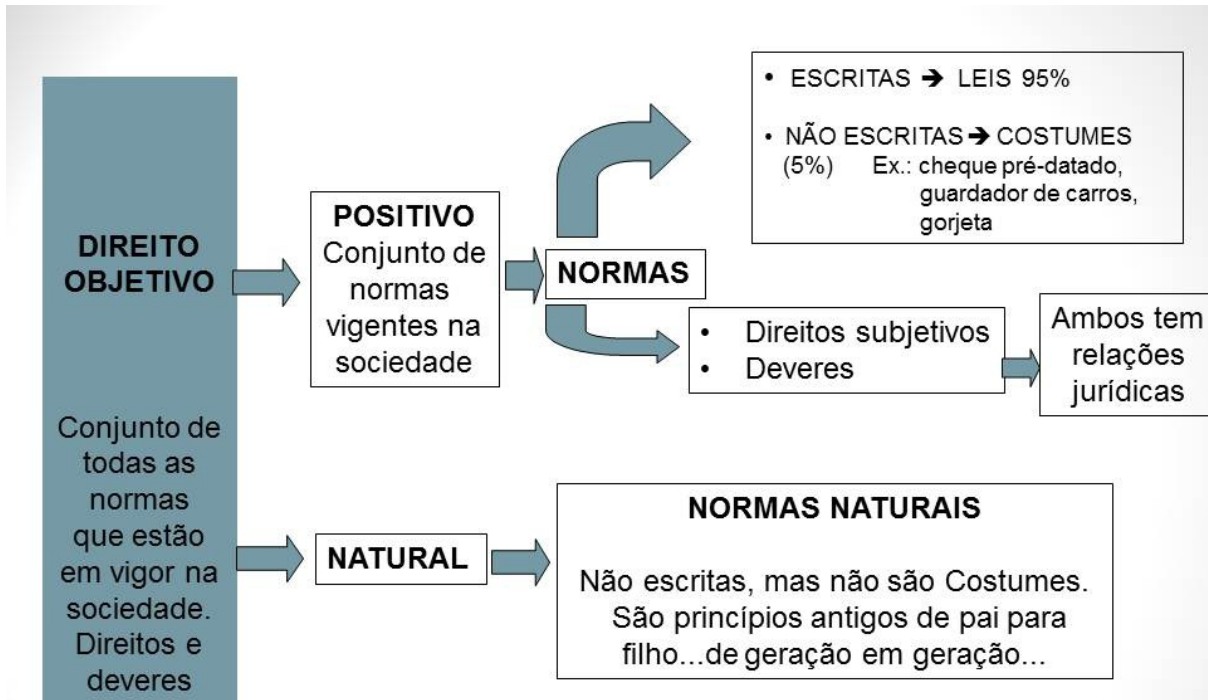 DIREITO
OBJETIVO
Conjunto de
todas as
normas
que estão
em vigor na
sociedade.
Direitos e
deveres
POSITIVO
Conjunto de
normas
vigentes na
sociedade
NORMAS
• ESCRITAS ➔ LEIS 95%
• NÃO ESCRITAS ➔ COSTUMES
(5%) Ex.: cheque pré-datado,
guardador de carros,
gorjeta
• Direitos subjetivos
• Deveres
Ambos tem
relações
jurídicas
NATURAL
NORMAS NATURAIS
Não escritas, mas não são Costumes.
São princípios antigos de pai para
filho...de geração em geração...